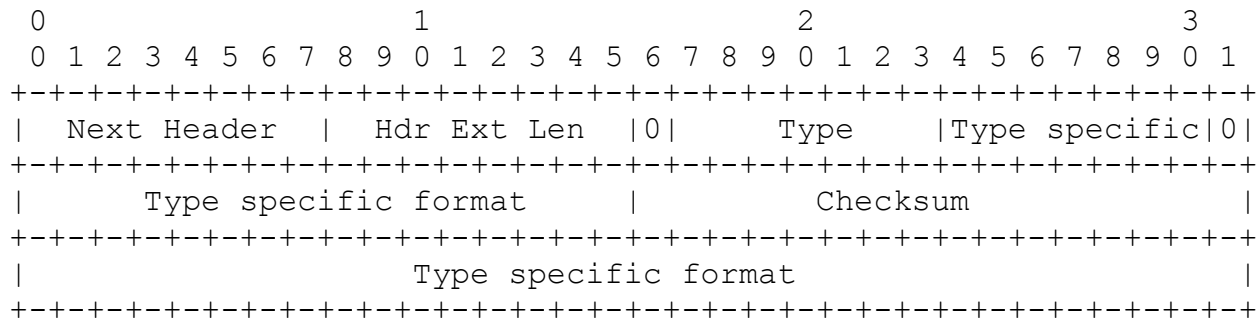 0                   1                   2                   3
 0 1 2 3 4 5 6 7 8 9 0 1 2 3 4 5 6 7 8 9 0 1 2 3 4 5 6 7 8 9 0 1
+-+-+-+-+-+-+-+-+-+-+-+-+-+-+-+-+-+-+-+-+-+-+-+-+-+-+-+-+-+-+-+-+
|  Next Header  |  Hdr Ext Len  |0|     Type    |Type specific|0|
+-+-+-+-+-+-+-+-+-+-+-+-+-+-+-+-+-+-+-+-+-+-+-+-+-+-+-+-+-+-+-+-+
|      Type specific format     |         Checksum              |
+-+-+-+-+-+-+-+-+-+-+-+-+-+-+-+-+-+-+-+-+-+-+-+-+-+-+-+-+-+-+-+-+
|                    Type specific format                       |
+-+-+-+-+-+-+-+-+-+-+-+-+-+-+-+-+-+-+-+-+-+-+-+-+-+-+-+-+-+-+-+-+